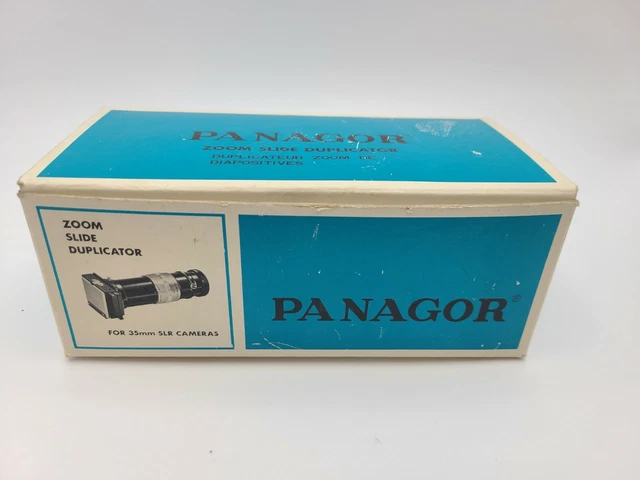 PANAGOR
ZOOM SLIDE DUPLICATOR
DUPLICATEUR ZOOM DE
DIAPOSITIVES
ZOOM
SLIDE
DUPLICATOR
FOR 35mm SLR CAMERAS
PANAGOR®